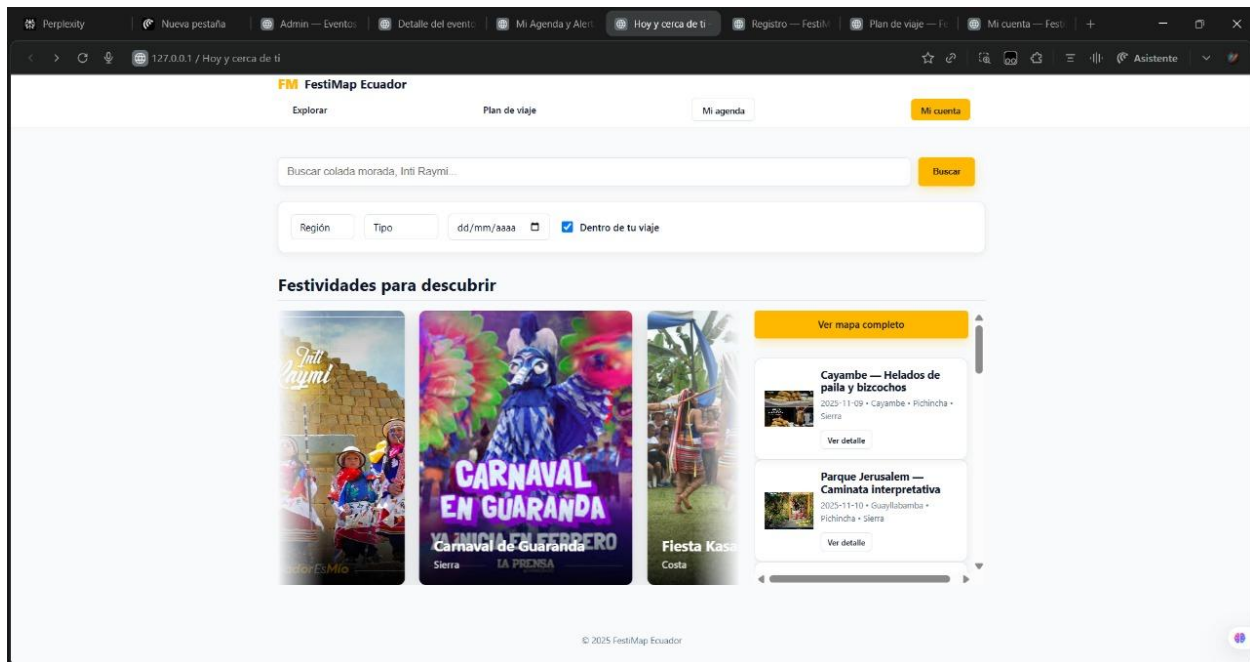 Perplexity
Nueva pestaña
Admin — Eventos
Detalle del evento
Mi Agenda y Alert
Hoy y cerca de ti -
Registro — FestiM
Plan de viaje — Fe
Mi cuenta — Festi
127.0.0.1 / Hoy y cerca de ti
Asistente
FM FestiMap Ecuador
Explorar
Plan de viaje
Mi agenda
Mi cuenta
Buscar colada morada, Inti Raymi...
Buscar
Región
Tipo
dd/mm/aaaa
Dentro de tu viaje
Festividades para descubrir
Inti
Raymi
adorEsMío
CARNAVAL
EN GUARANDA
YA INICIA EN FEBRERO
LA PRENSA
Carnaval de Guaranda
Sierra
Fiesta Kasa
Costa
Ver mapa completo
Cayambe — Helados de
paila y bizcochos
2025-11-09 • Cayambe • Pichincha •
Sierra
Ver detalle
Parque Jerusalem —
Caminata interpretativa
2025-11-10 • Guayllabamba •
Pichincha • Sierra
Ver detalle
© 2025 FestiMap Ecuador